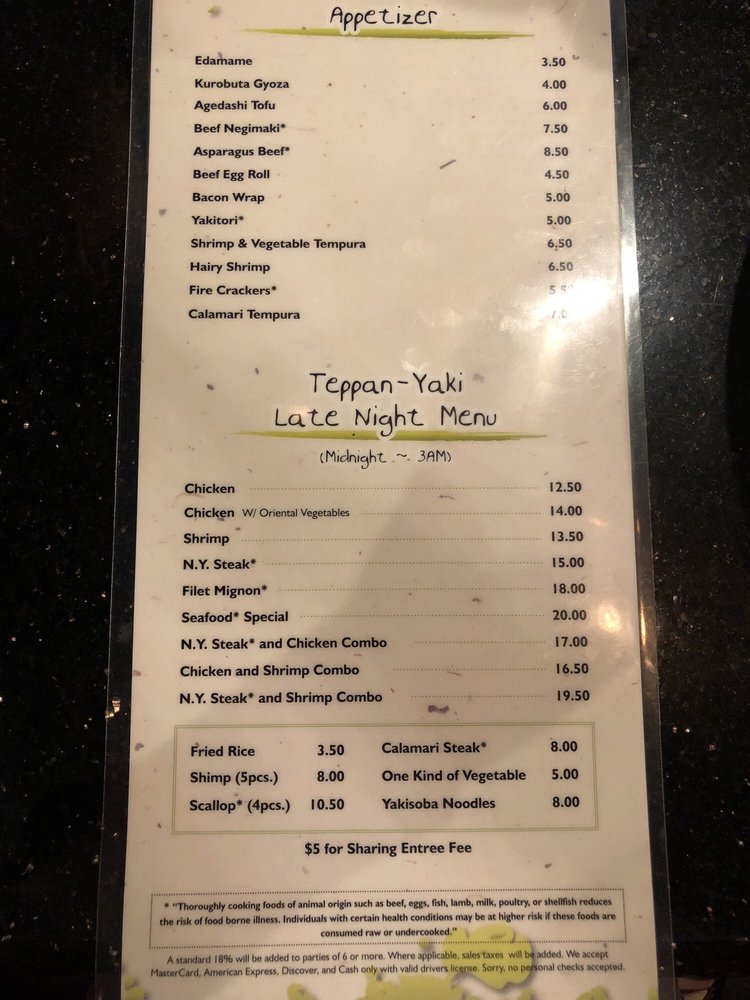 Appetizer
Edamame 3.50
Kurobuta Gyoza 4.00
Agedashi Tofu 6.00
Beef Negimaki* 7.50
Asparagus Beef* 8.50
Beef Egg Roll 4.50
Bacon Wrap 5.00
Yakitori* 5.00
Shrimp & Vegetable Tempura 6.50
Hairy Shrimp 6.50
Fire Crackers*
Calamari Tempura
Teppan-Yaki
Late Night Menu
(Midnight ~ 3AM)
Chicken 12.50
Chicken W/ Oriental Vegetables 14.00
Shrimp 13.50
N.Y. Steak* 15.00
Filet Mignon* 18.00
Seafood* Special 20.00
N.Y. Steak* and Chicken Combo 17.00
Chicken and Shrimp Combo 16.50
N.Y. Steak* and Shrimp Combo 19.50
Fried Rice 3.50 Calamari Steak* 8.00
Shimp (5pcs.) 8.00 One Kind of Vegetable 5.00
Scallop* (4pcs.) 10.50 Yakisoba Noodles 8.00
$5 for Sharing Entree Fee
* "Thoroughly cooking foods of animal origin such as beef, eggs, fish, lamb, milk, poultry, or shellfish reduces
the risk of food borne illness. Individuals with certain health conditions may be at higher risk if these foods are
consumed raw or undercooked."
A standard 18% will be added to parties of 6 or more. Where applicable, sales taxes will be added. We accept
MasterCard, American Express, Discover, and Cash only with valid drivers license. Sorry, no personal checks accepted.